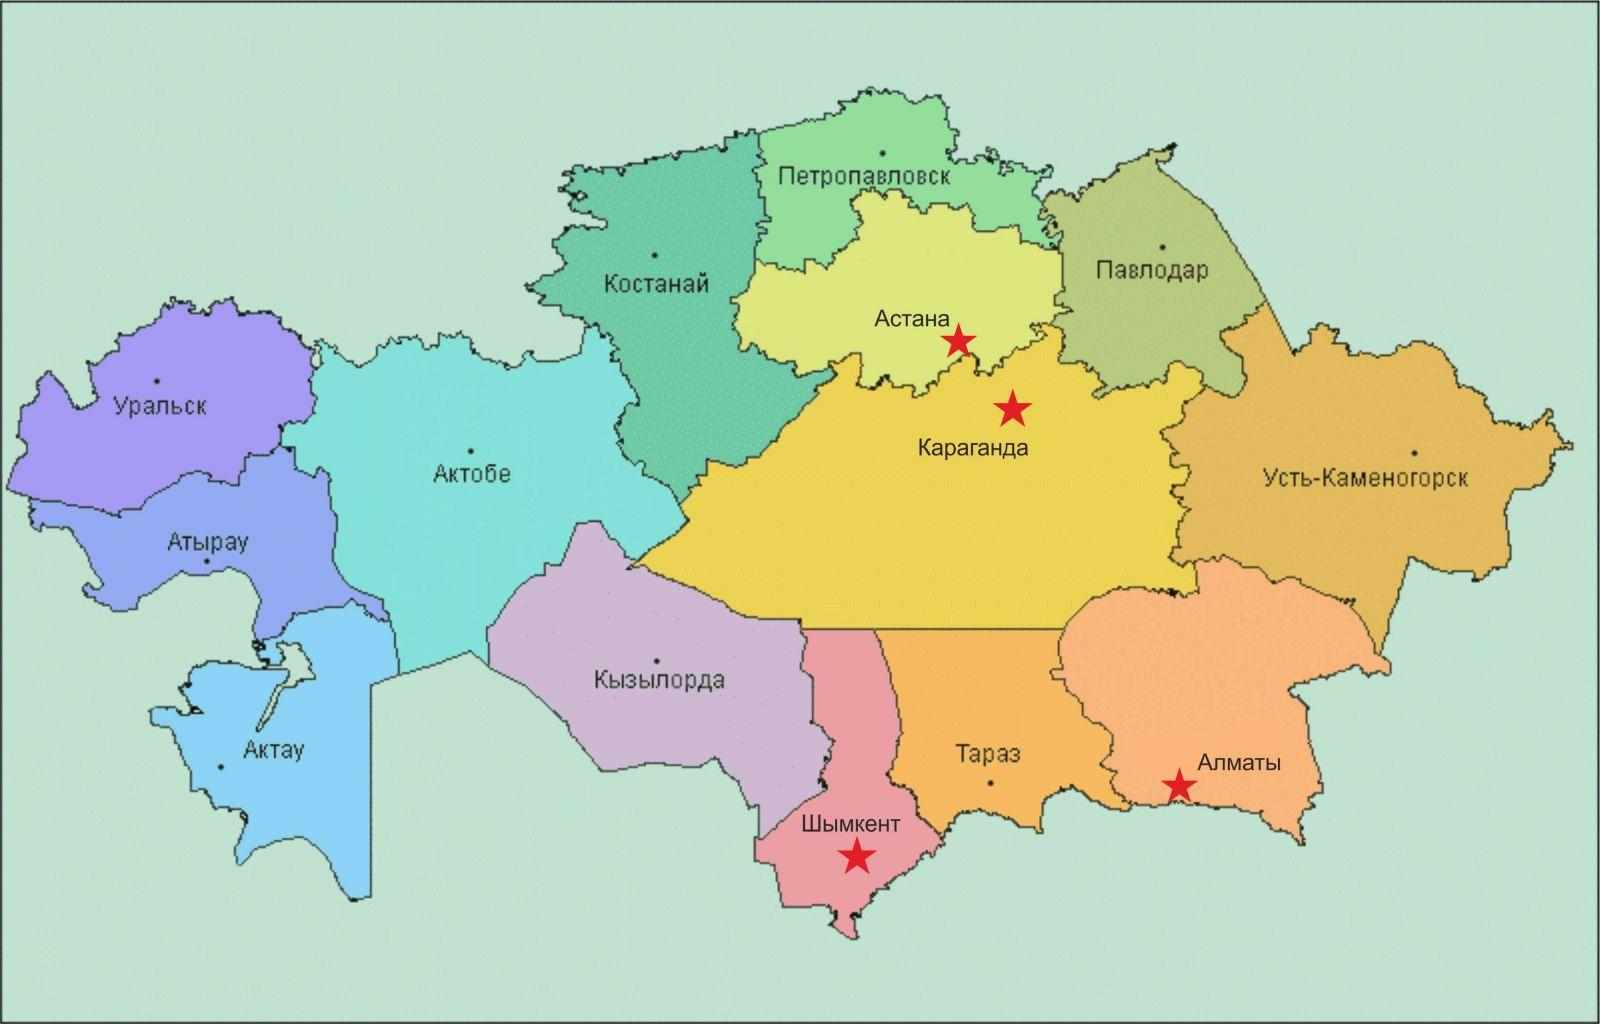 Петропавловск
Костанай
Павлодар
Астана
Уральск
Караганда
Актобе
Усть-Каменогорск
Атырау
Кызылорда
Актау
Тараз
Алматы
Шымкент